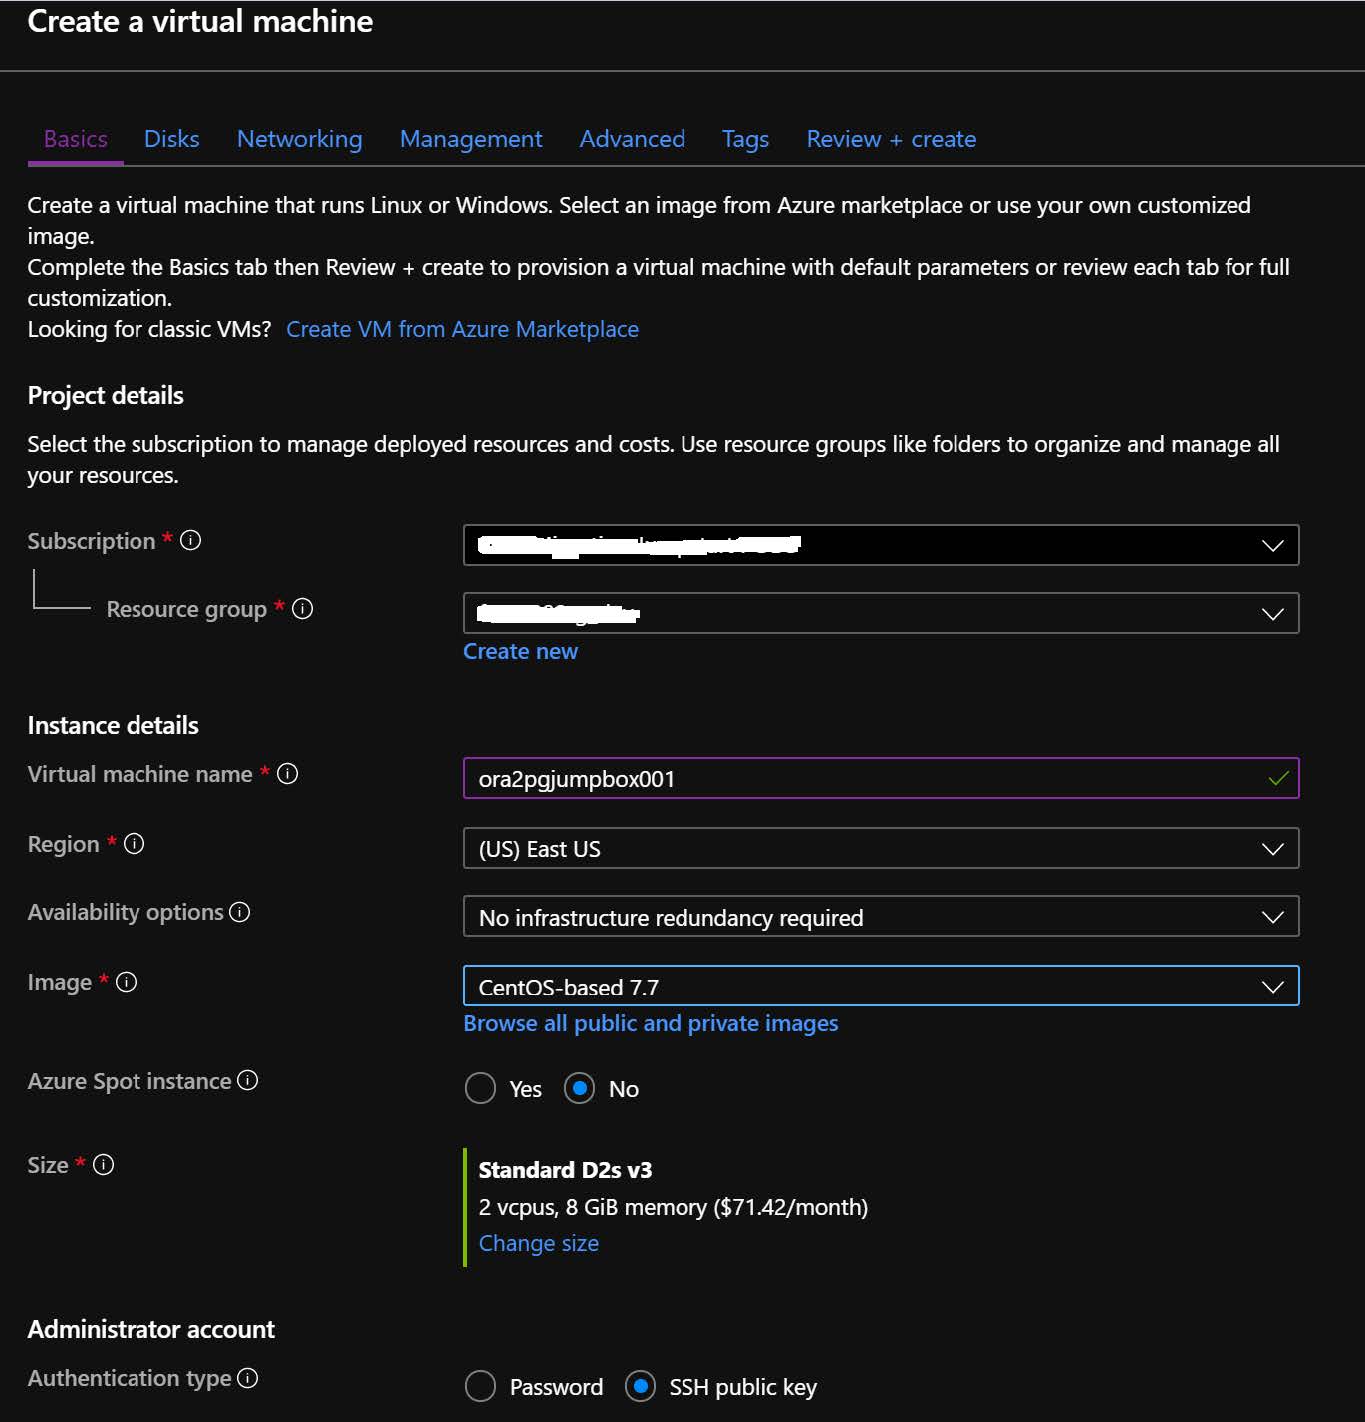 Create a virtual machine
Basics Disks Networking Management Advanced Tags Review + create
Create a virtual machine that runs Linux or Windows. Select an image from Azure marketplace or use your own customized
image.
Complete the Basics tab then Review + create to provision a virtual machine with default parameters or review each tab for full
customization.
Looking for classic VMs? Create VM from Azure Marketplace
Project details
Select the subscription to manage deployed resources and costs. Use resource groups like folders to organize and manage all
your resources.
Subscription *
Resource group *
Create new
Instance details
Virtual machine name * ora2pgjumpbox001
Region * (US) East US
Availability options No infrastructure redundancy required
Image * CentOS-based 7.7
Browse all public and private images
Azure Spot instance Yes No
Size * Standard D2s v3
2 vcpus, 8 GiB memory ($71.42/month)
Change size
Administrator account
Authentication type Password SSH public key